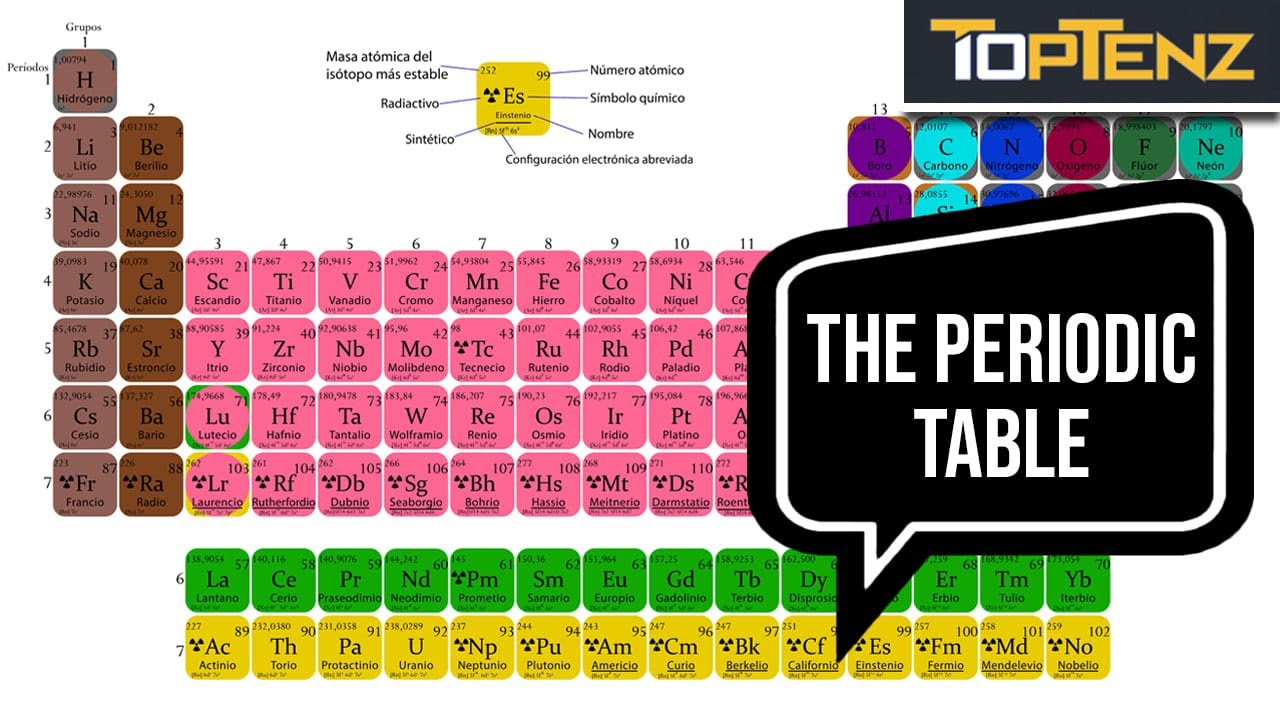 TOPTENZ
Grupos
1
Períodos
1
1,00794 1
H
Hidrógeno
Masa atómica del
isótopo más estable
Radiactivo
Sintético
252 99
Es
Einstenio
Número atómico
Símbolo químico
Nombre
Configuración electrónica abreviada
2
13
2
6,941 3
Li
Litio
9,012182 4
Be
Berilio
10,811 5
B
Boro
12,0107 6
C
Carbono
14,0067 7
N
Nitrógeno
15,9994 8
O
Oxígeno
18,998403 9
F
Flúor
20,1797 10
Ne
Neón
3
22,98976 11
Na
Sodio
24,3050 12
Mg
Magnesio
13
Al
28,0855 14
Si
30,97696
3 4 5 6 7 8 9 10 11
4
39,0983 19
K
Potasio
40,078 20
Ca
Calcio
44,95591 21
Sc
Escandio
47,867 22
Ti
Titanio
50,9415 23
V
Vanadio
51,9962 24
Cr
Cromo
54,93804 25
Mn
Manganeso
55,845 26
Fe
Hierro
58,93319 27
Co
Cobalto
58,6934 28
Ni
Níquel
63,546
5
85,4678 37
Rb
Rubidio
87,62 38
Sr
Estroncio
88,90585 39
Y
Itrio
91,224 40
Zr
Zirconio
92,90638 41
Nb
Niobio
95,96 42
Mo
Molibdeno
98 43
Tc
Tecnecio
101,07 44
Ru
Rutenio
102,9055 45
Rh
Rodio
106,42 46
Pd
Paladio
107,868
6
132,9054 55
Cs
Cesio
137,327 56
Ba
Bario
174,9668 71
Lu
Lutecio
178,49 72
Hf
Hafnio
180,9478 73
Ta
Tantalio
183,84 74
W
Wolframio
186,207 75
Re
Renio
190,23 76
Os
Osmio
192,217 77
Ir
Iridio
195,084 78
Pt
Platino
196,966
7
223 87
Fr
Francio
226 88
Ra
Radio
262 103
Lr
Laurencio
261 104
Rf
Rutherfordio
262 105
Db
Dubnio
266 106
Sg
Seaborgio
264 107
Bh
Bohrio
277 108
Hs
Hassio
268 109
Mt
Meitnerio
271 110
Ds
Darmstatio
272
R
Roent
THE PERIODIC
TABLE
6
138,9054 57
La
Lantano
140,116 58
Ce
Cerio
140,9076 59
Pr
Praseodimio
144,242 60
Nd
Neodimio
145 61
Pm
Prometio
150,36 62
Sm
Samario
151,964 63
Eu
Europio
157,25 64
Gd
Gadolinio
158,9253 65
Tb
Terbio
162,500
Dy
Disprosio
,259 68
Er
Erbio
168,9342 69
Tm
Tulio
173,054 70
Yb
Iterbio
7
227 89
Ac
Actinio
232,0380 90
Th
Torio
231,0358 91
Pa
Protactinio
238,0289 92
U
Uranio
237 93
Np
Neptunio
244 94
Pu
Plutonio
243 95
Am
Americio
247 96
Cm
Curio
247 97
Bk
Berkelio
251
Cf
Californio
99
Es
Einstenio
257 100
Fm
Fermio
258 101
Md
Mendelevio
259 102
No
Nobelio